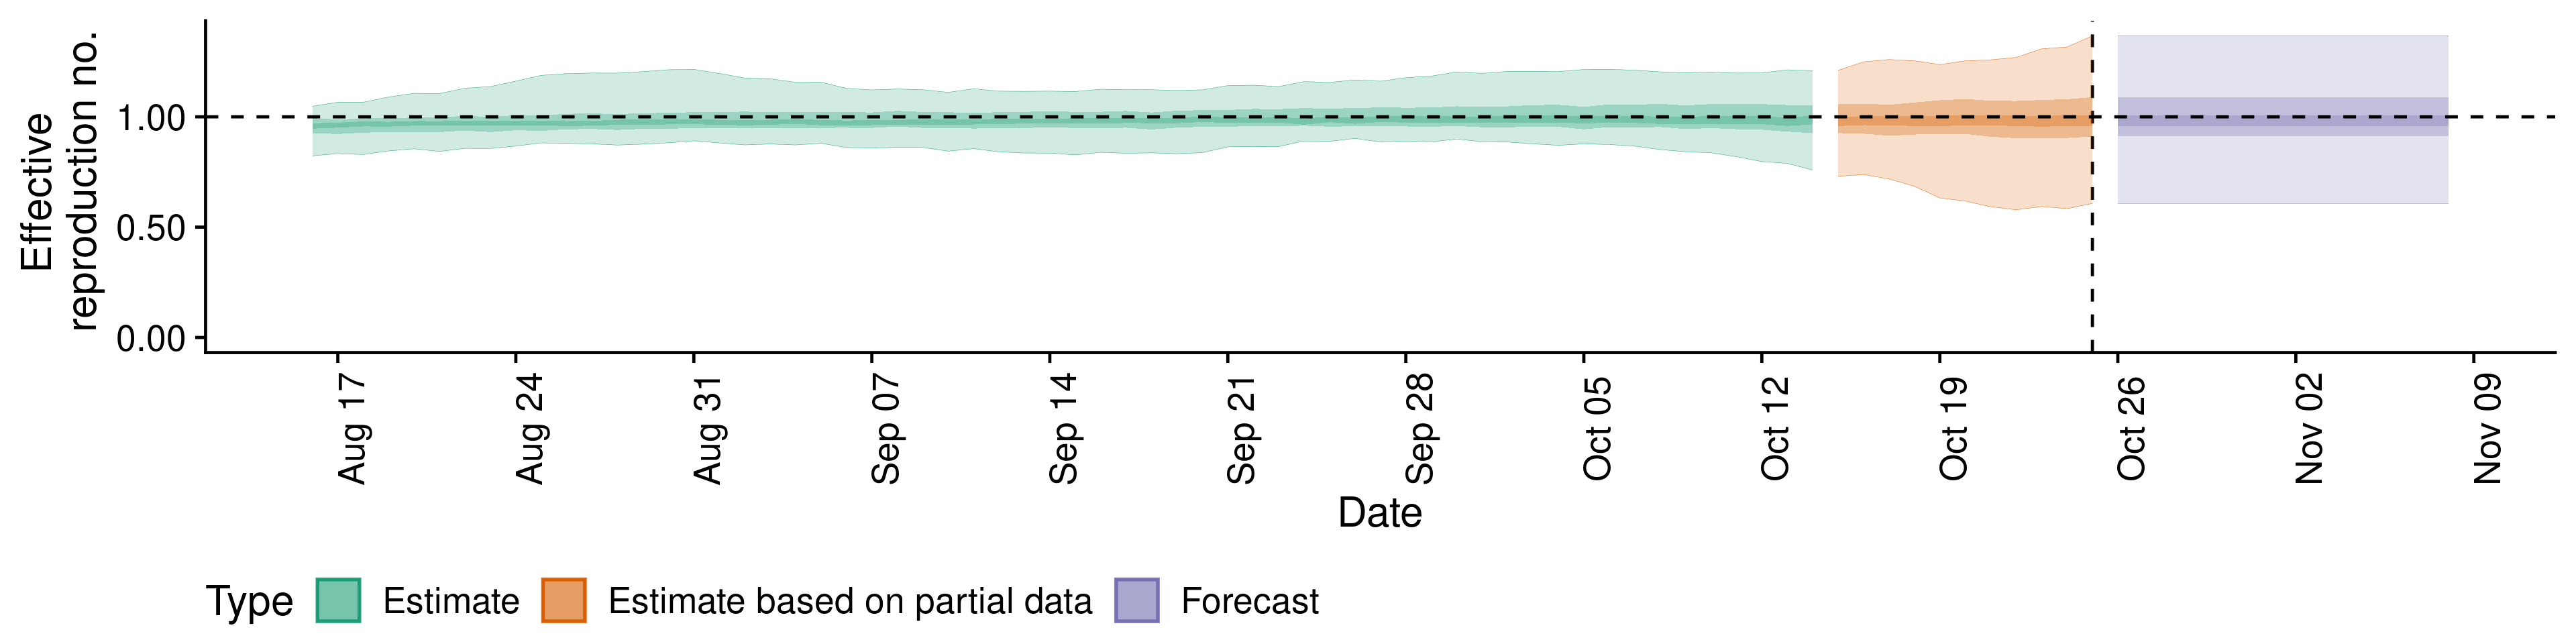 Effective
reproduction no.
1.00
0.50
0.00
Aug 17
Aug 24
Aug 31
Sep 07
Sep 14
Sep 21
Sep 28
Oct 05
Oct 12
Oct 19
Oct 26
Nov 02
Nov 09
Date
Type Estimate Estimate based on partial data Forecast